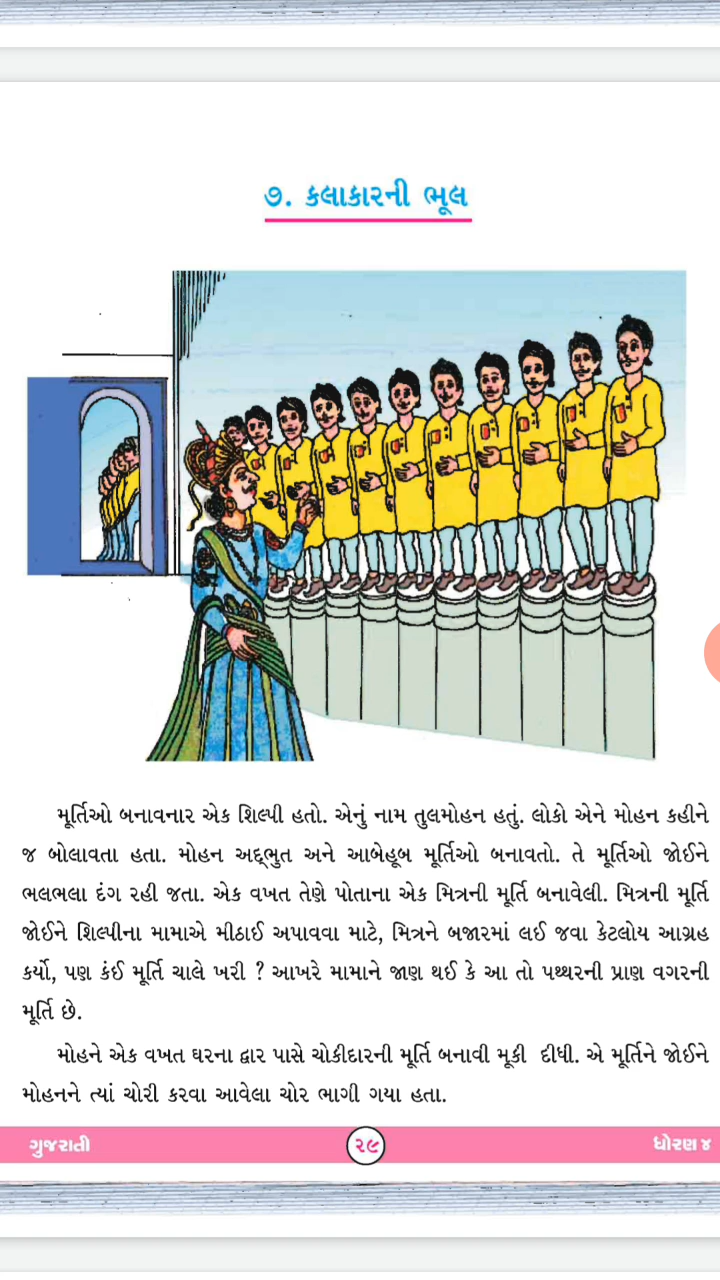 ૭. કલાકારની ભૂલ
મૂર્તિઓ બનાવનાર એક શિલ્પી હતો. એનું નામ તુલમોહન હતું. લોકો એને મોહન કહીને
જ બોલાવતા હતા. મોહન અદ્ભુત અને આબેહૂબ મૂર્તિઓ બનાવતો. તે મૂર્તિઓ જોઈને
ભલભલા દંગ રહી જતા. એક વખત તેણે પોતાના એક મિત્રની મૂર્તિ બનાવેલી. મિત્રની મૂર્તિ
જોઈને શિલ્પીના મામાએ મીઠાઈ અપાવવા માટે, મિત્રને બજારમાં લઈ જવા કેટલોય આગ્રહ
કર્યો, પણ કંઈ મૂર્તિ ચાલે ખરી ? આખરે મામાને જાણ થઈ કે આ તો પથ્થરની પ્રાણ વગરની
મૂર્તિ છે.
મોહને એક વખત ઘરના દ્વાર પાસે ચોકીદારની મૂર્તિ બનાવી મૂકી દીધી. એ મૂર્તિને જોઈને
મોહનને ત્યાં ચોરી કરવા આવેલા ચોર ભાગી ગયા હતા.
ગુજરાતી ૨૯ ધોરણ ૪